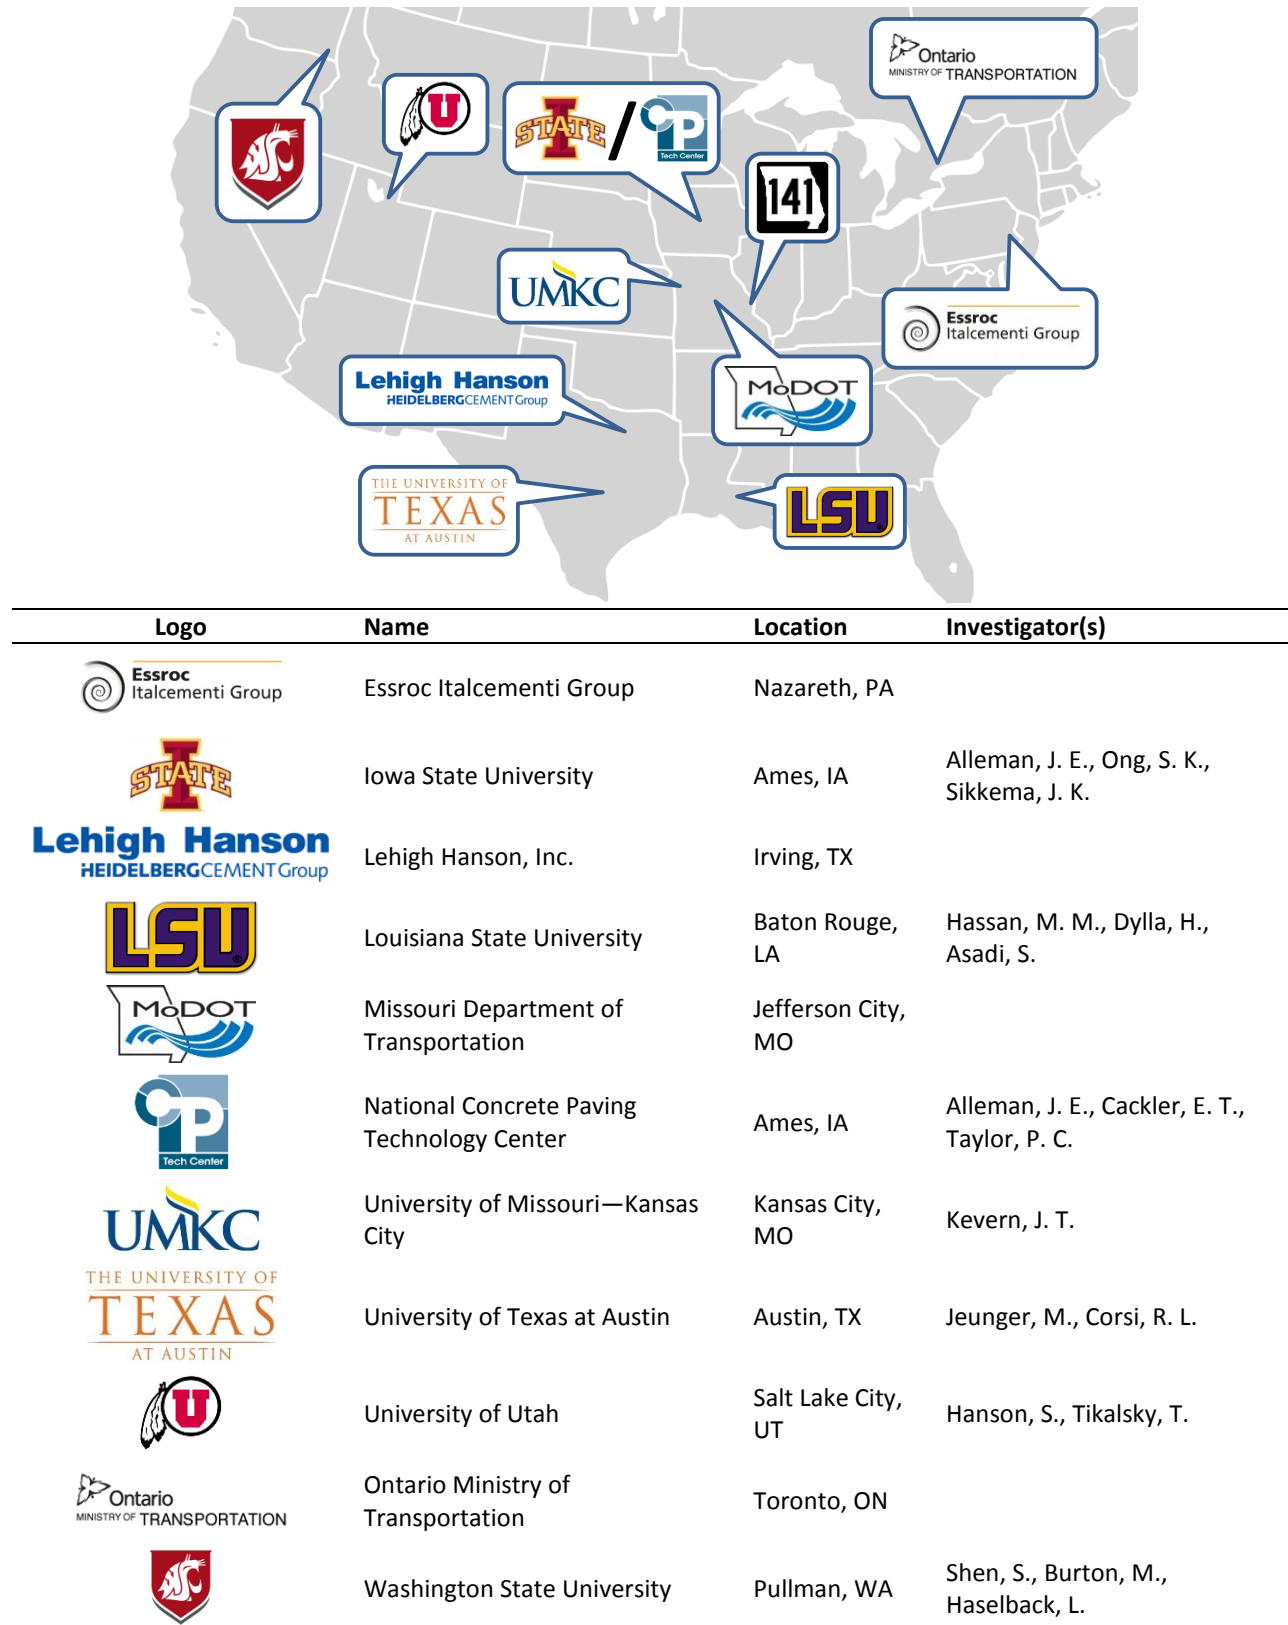 Ontario
MINISTRY OF TRANSPORTATION
U
STATE
/
CP
Tech Center
WSC
141
UMKC
Essroc
Italcementi Group
Lehigh Hanson
HEIDELBERGCEMENT Group
MoDOT
THE UNIVERSITY OF
TEXAS
AT AUSTIN
LSU
Logo Name Location Investigator(s)
Essroc
Italcementi Group
Essroc Italcementi Group Nazareth, PA
STATE
Iowa State University Ames, IA
Alleman, J. E., Ong, S. K.,
Sikkema, J. K.
Lehigh Hanson
HEIDELBERGCEMENT Group
Lehigh Hanson, Inc. Irving, TX
LSU
Louisiana State University
Baton Rouge,
LA
Hassan, M. M., Dylla, H.,
Asadi, S.
MoDOT
Missouri Department of
Transportation
Jefferson City,
MO
CP
Tech Center
National Concrete Paving
Technology Center
Ames, IA
Alleman, J. E., Cackler, E. T.,
Taylor, P. C.
UMKC
University of Missouri—Kansas
City
Kansas City,
MO
Kevern, J. T.
THE UNIVERSITY OF
TEXAS
AT AUSTIN
University of Texas at Austin Austin, TX Jeunger, M., Corsi, R. L.
U
University of Utah
Salt Lake City,
UT
Hanson, S., Tikalsky, T.
Ontario
MINISTRY OF TRANSPORTATION
Ontario Ministry of
Transportation
Toronto, ON
WSC
Washington State University Pullman, WA
Shen, S., Burton, M.,
Haselback, L.